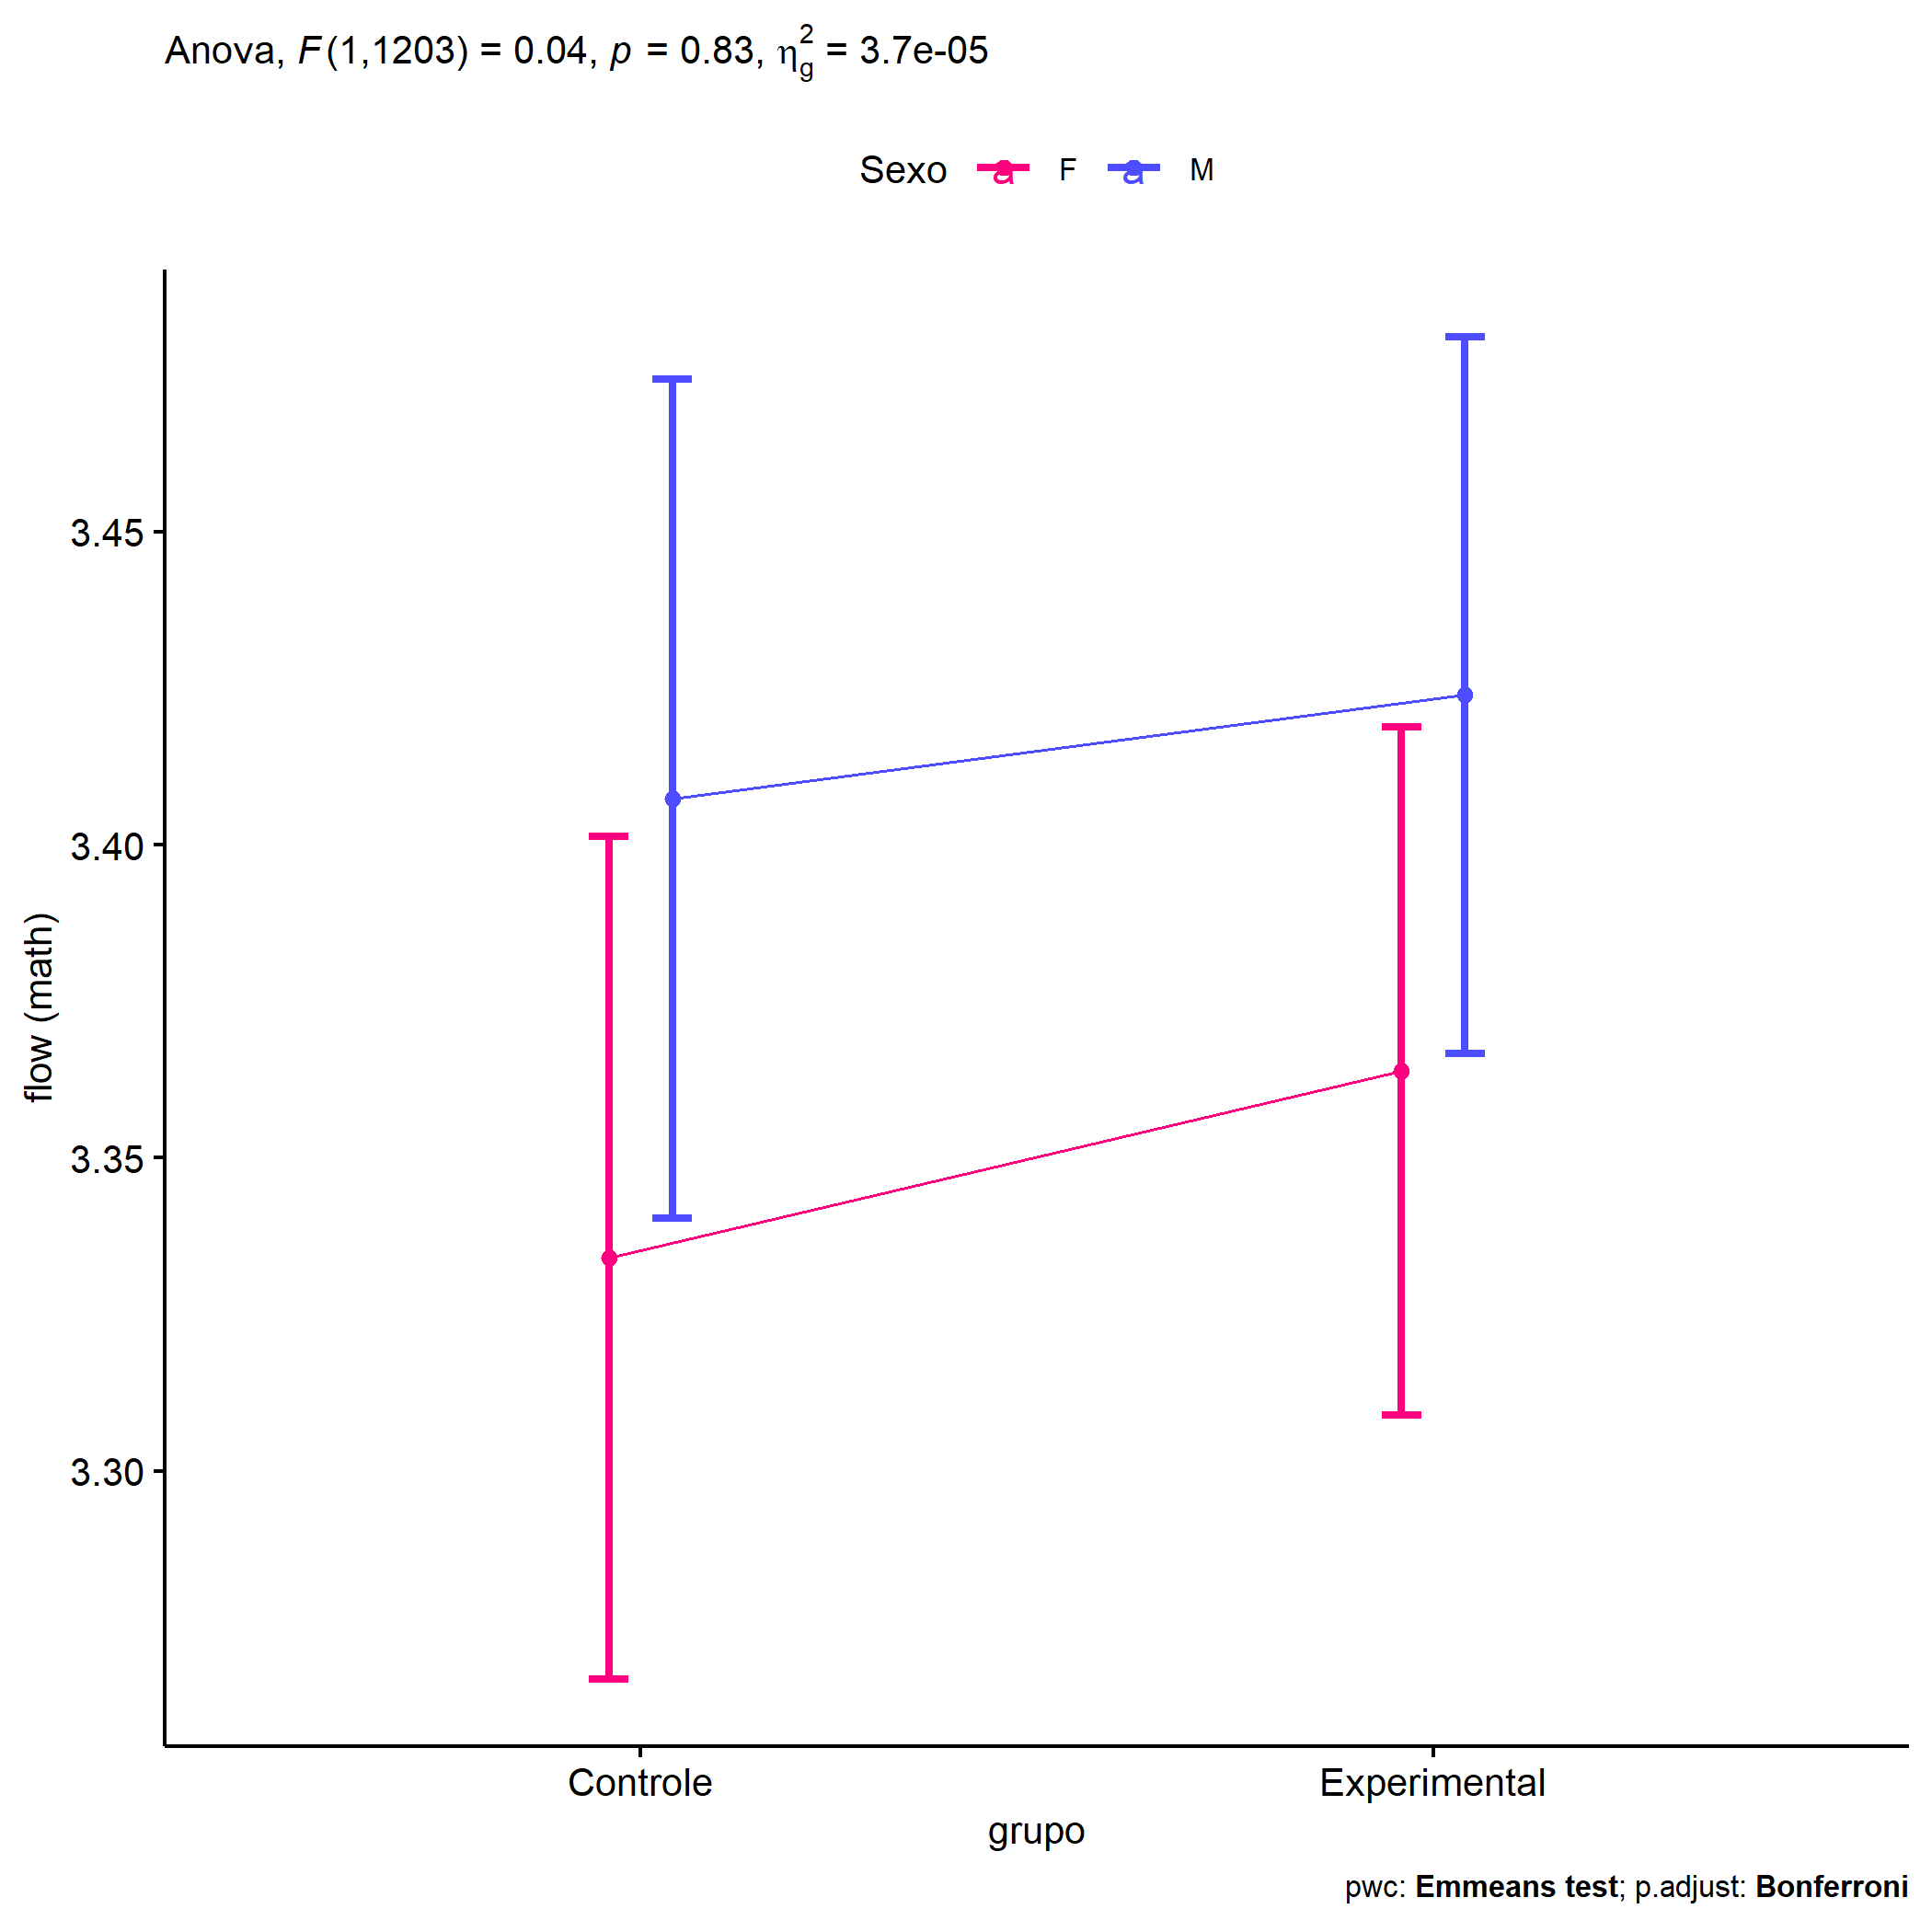 Anova, F(1,1203) = 0.04, p = 0.83, η²g = 3.7e-05
Sexo a F a M
3.45
3.40
3.35
3.30
flow (math)
Controle Experimental
grupo
pwc: Emmeans test; p.adjust: Bonferroni